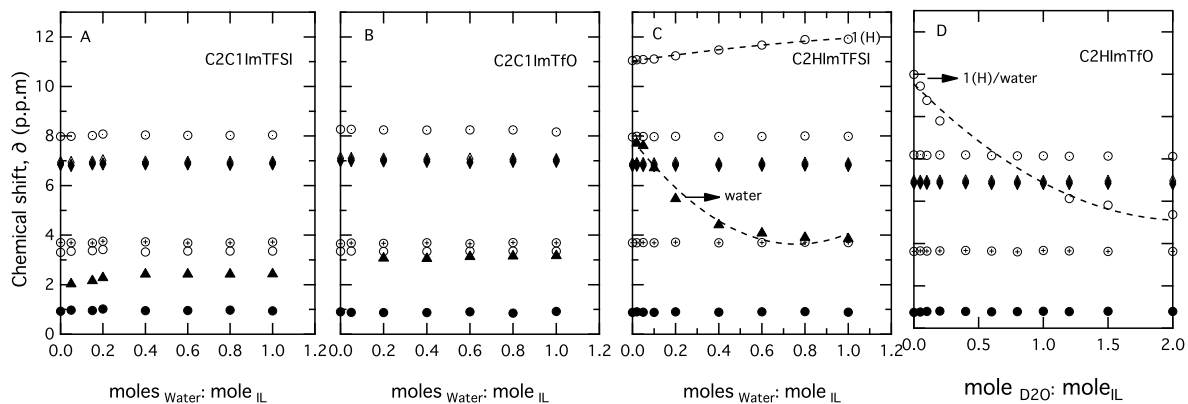 A
C2C1ImTFSI
Chemical shift, ∂ (p.p.m)
12
10
8
6
4
2
0
0.0 0.2 0.4 0.6 0.8 1.0 1.2
moles Water: mole IL
B
C2C1ImTfO
0.0 0.2 0.4 0.6 0.8 1.0 1.2
moles Water: mole IL
C
1(H)
C2HImTFSI
water
0.0 0.2 0.4 0.6 0.8 1.0 1.2
moles Water: mole IL
D
C2HImTfO
1(H)/water
0.0 0.5 1.0 1.5 2.0
mole D2O: moleIL